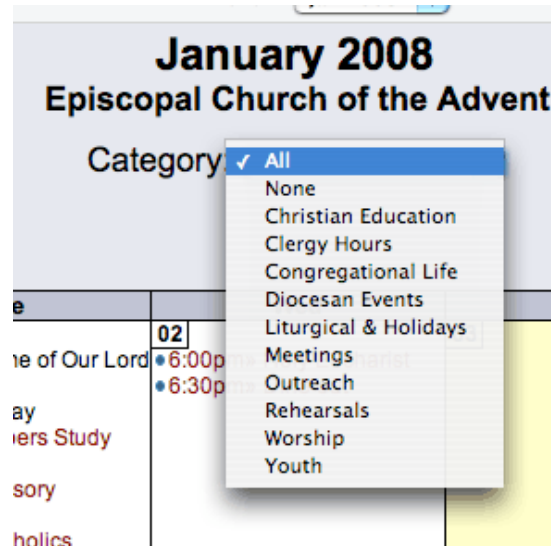 January 2008
Episcopal Church of the Advent
Category:
✓ All
None
Christian Education
Clergy Hours
Congregational Life
Diocesan Events
Liturgical & Holidays
Meetings
Outreach
Rehearsals
Worship
Youth
e
02
03
ne of Our Lord
•6:00pm
•6:30p
ay
ers Study
sory
holics